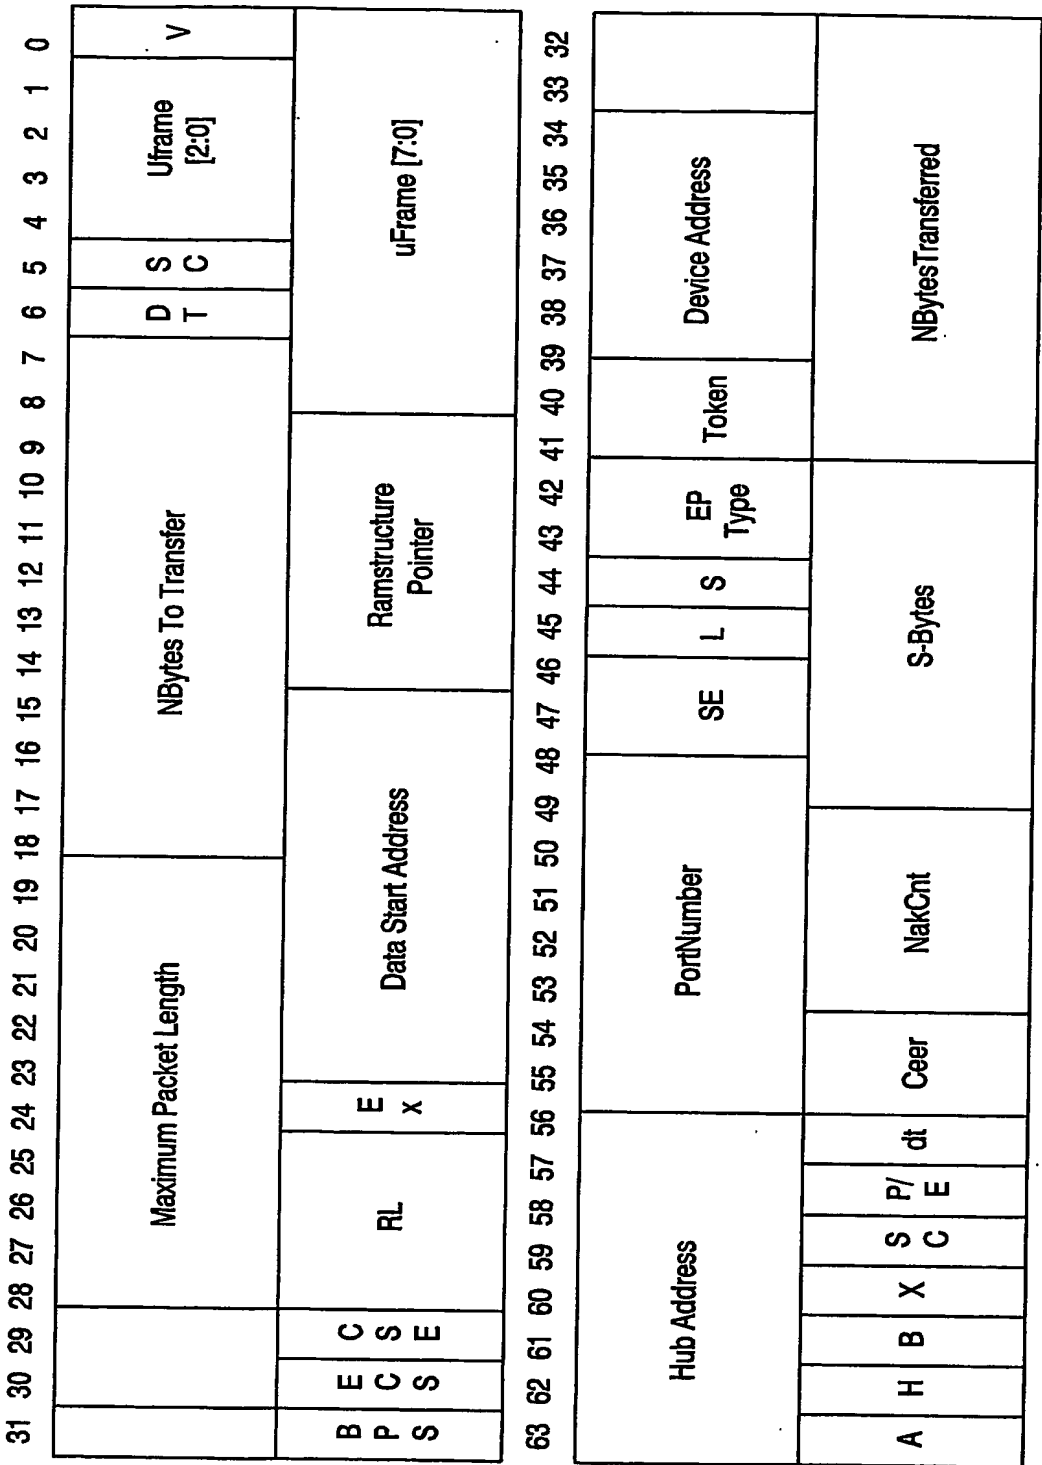 31 30 29 28 27 26 25 24 23 22 21 20 19 18 17 16 15 14 13 12 11 10 9 8 7 6 5 4 3 2 1 0
Maximum Packet Length
NBytes To Transfer
D
T
S
C
Uframe
[2:0]
V
B
P
S
E
C
S
C
S
E
RL
E
X
Data Start Address
Ramstructure
Pointer
uFrame [7:0]
63 62 61 60 59 58 57 56 55 54 53 52 51 50 49 48 47 46 45 44 43 42 41 40 39 38 37 36 35 34 33 32
Hub Address
PortNumber
SE
L
S
EP
Type
Token
Device Address
A
H
B
X
S
C
P/
E
dt
Ceer
NakCnt
S-Bytes
NBytesTransferred